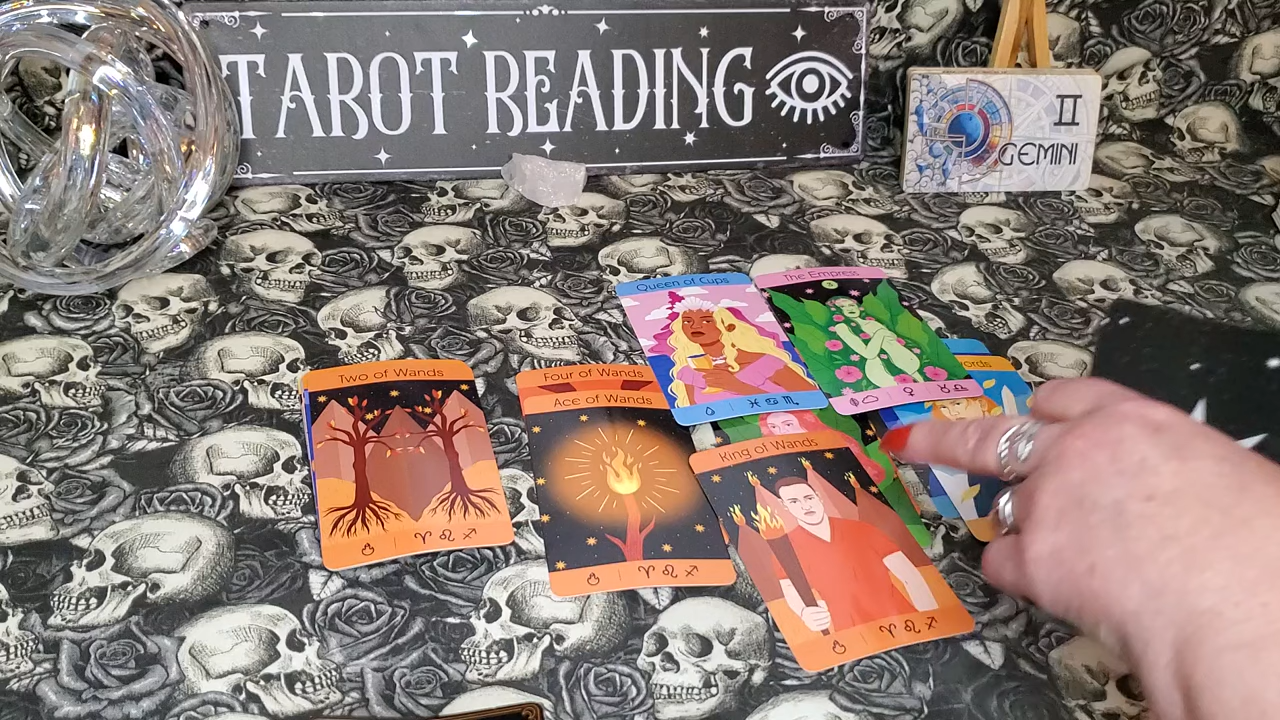 TAROT READING
II
GEMINI
Queen of Cups
The Empress
ords
Two of Wands
Four of Wands
Ace of Wands
King of Wands